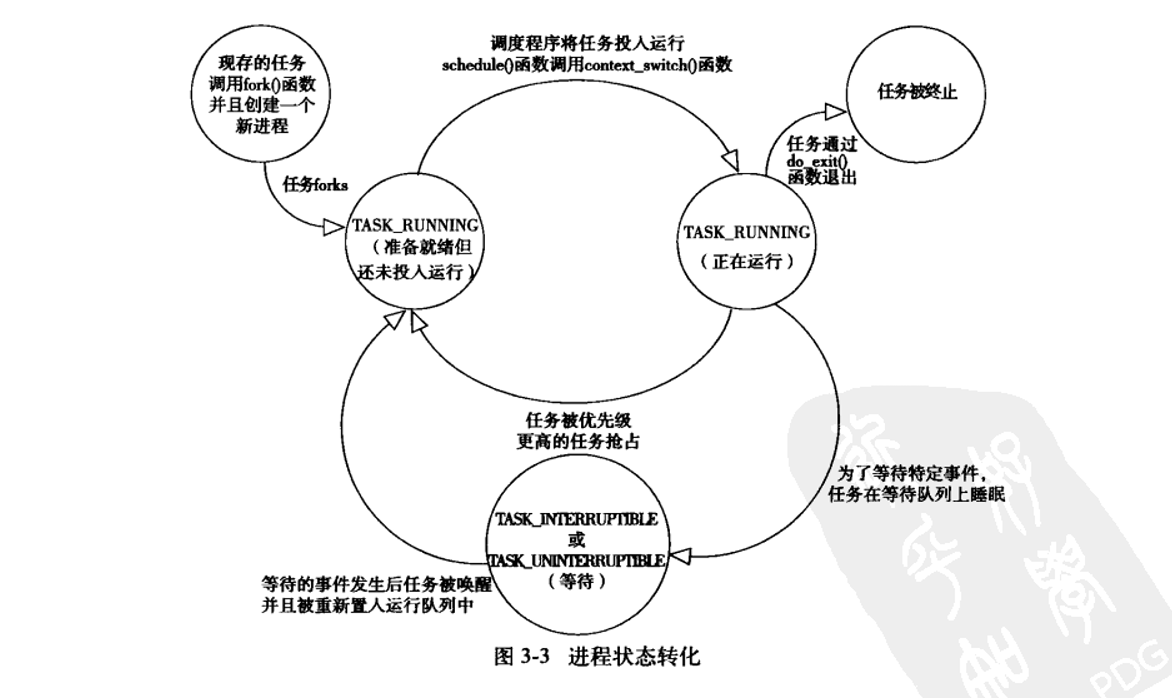 现存的任务
调用fork()函数
并且创建一个
新进程
调度程序将任务投入运行
schedule()函数调用context_switch()函数
任务被终止
任务通过
do_exit()
函数退出
任务forks
TASK_RUNNING
（准备就绪但
还未投入运行）
TASK_RUNNING
（正在运行）
任务被优先级
更高的任务抢占
为了等待特定事件，
任务在等待队列上睡眠
TASK_INTERRUPTIBLE
或
TASK_UNINTERRUPTIBLE
（等待）
等待的事件发生后任务被唤醒
并且被重新置入运行队列中
图 3-3 进程状态转化
PDG